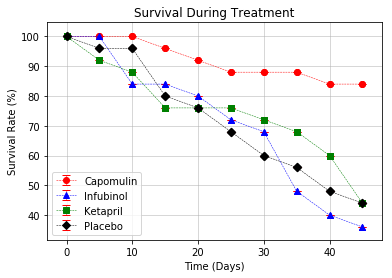 Survival During Treatment
100
90
80
70
60
50
40
Survival Rate (%)
Capomulin
Infubinol
Ketapril
Placebo
0
10
20
30
40
Time (Days)